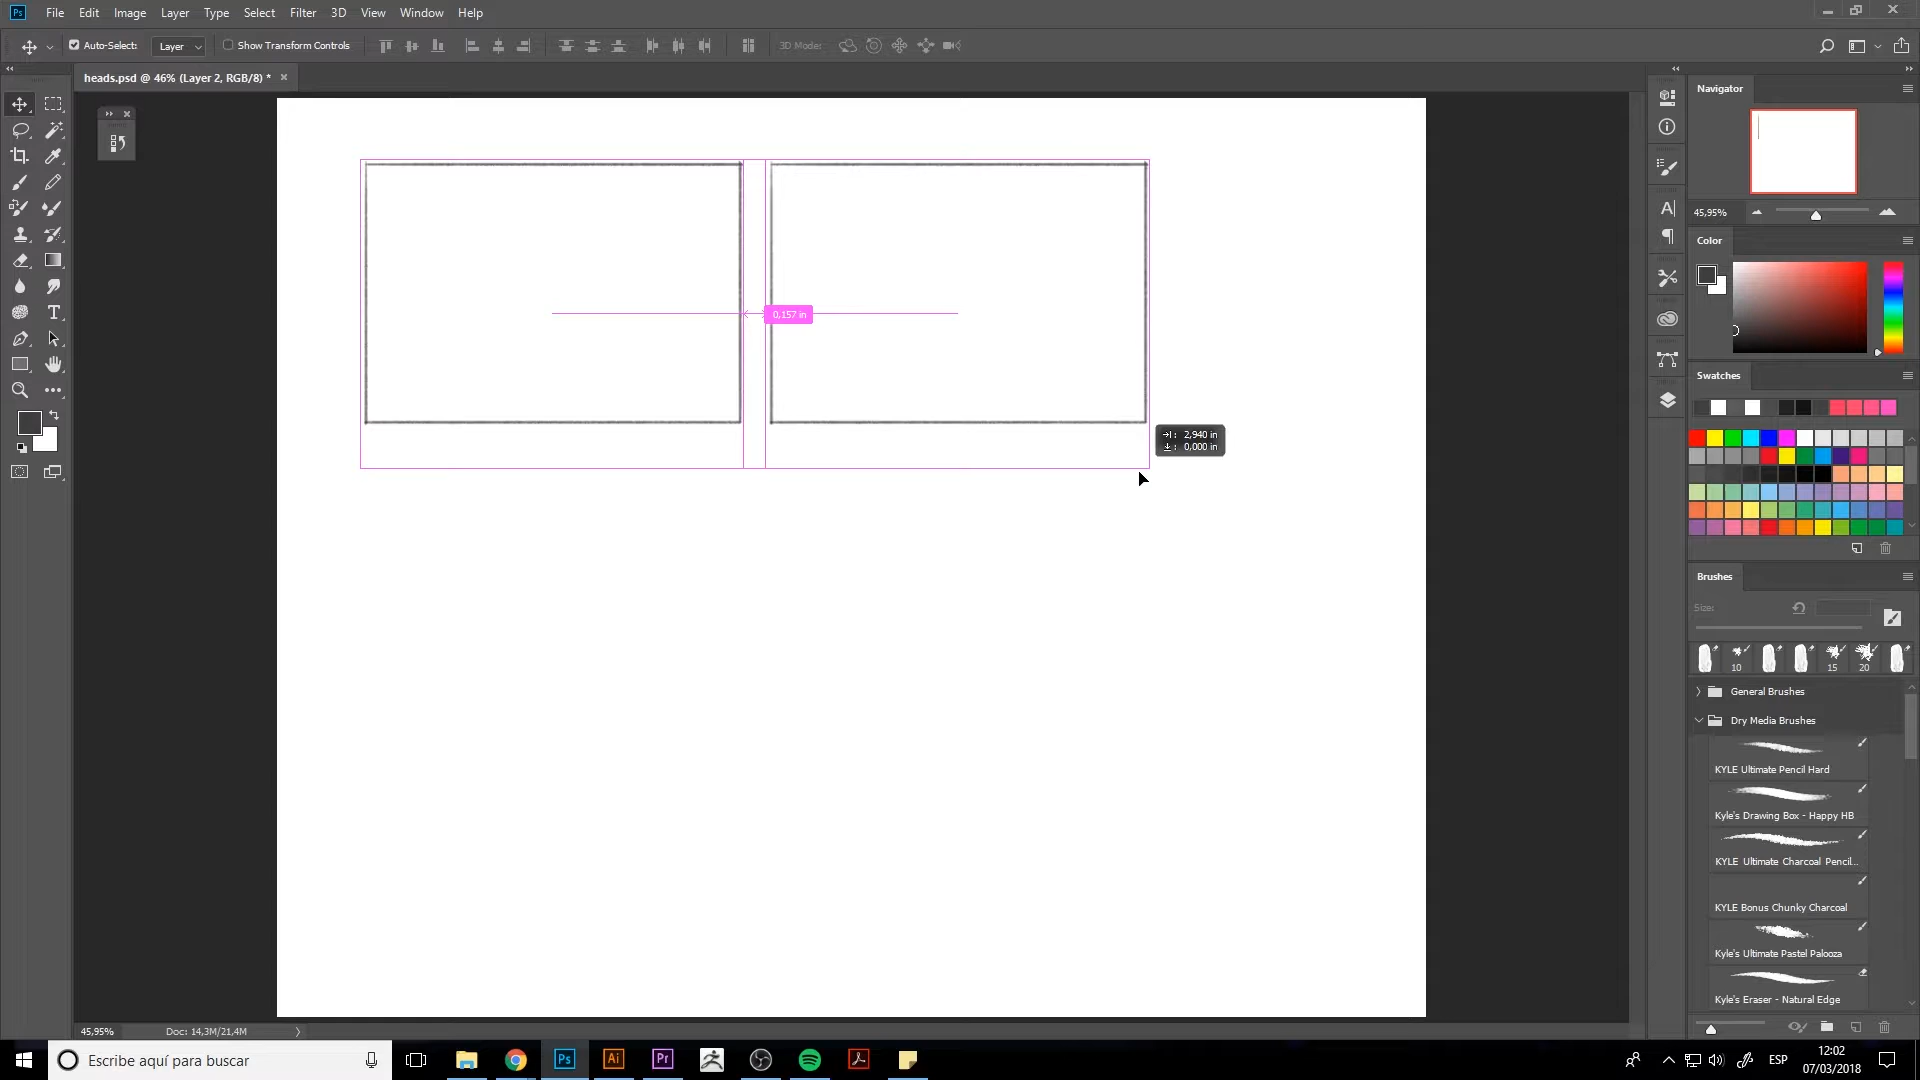 Ps File Edit Image Layer Type Select Filter 3D View Window Help
Auto-Select: Layer Show Transform Controls 3D Mode:
heads.psd @ 46% (Layer 2, RGB/8) *
Navigator
45,95%
Color
Swatches
0,157 in
2,940 in
0,000 in
Brushes
Size:
10 15 20
General Brushes
Dry Media Brushes
KYLE Ultimate Pencil Hard
Kyle's Drawing Box - Happy HB
KYLE Ultimate Charcoal Pencil...
KYLE Bonus Chunky Charcoal
Kyle's Ultimate Pastel Palooza
Kyle's Eraser - Natural Edge
45,95% Doc: 14,3M/21,4M
Escribe aquí para buscar
Ps Ai Pr
ESP
12:02
07/03/2018